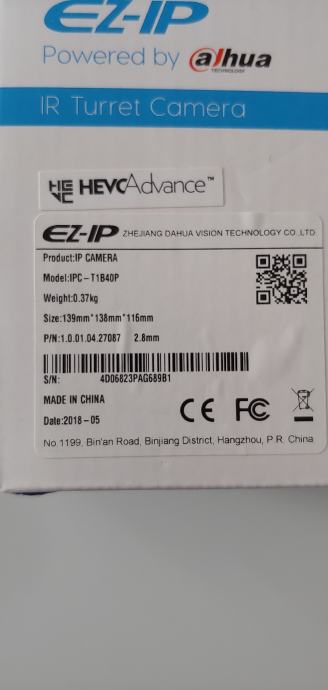 EZ-IP
Powered by alhua
TECHNOLOGY
IR Turret Camera
HEVC HEVCAdvance™
EZ-IP ZHEJIANG DAHUA VISION TECHNOLOGY CO.,LTD.
Product:IP CAMERA
Model:IPC-T1B40P
Weight:0.37kg
Size:139mm*138mm*116mm
P/N:1.0.01.04.27087 2.8mm
S/N: 4D06823PAG689B1
MADE IN CHINA
Date:2018-05
CE FC
No.1199, Bin'an Road, Binjiang District, Hangzhou, P.R. China